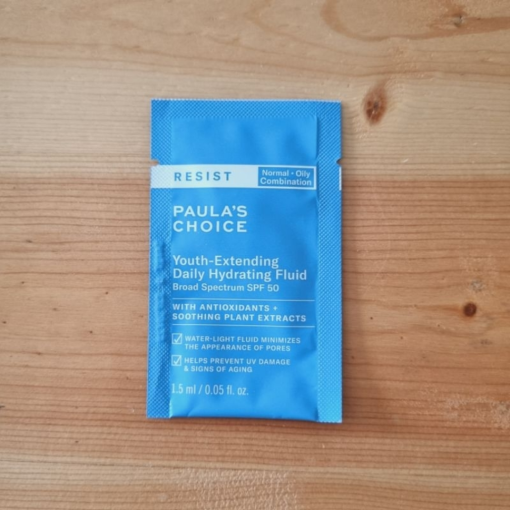 RESIST
Normal • Oily
Combination
PAULA'S
CHOICE
Youth-Extending
Daily Hydrating Fluid
Broad Spectrum SPF 50
WITH ANTIOXIDANTS +
SOOTHING PLANT EXTRACTS
WATER-LIGHT FLUID MINIMIZES
THE APPEARANCE OF PORES
HELPS PREVENT UV DAMAGE
& SIGNS OF AGING
1.5 ml / 0.05 fl. oz.